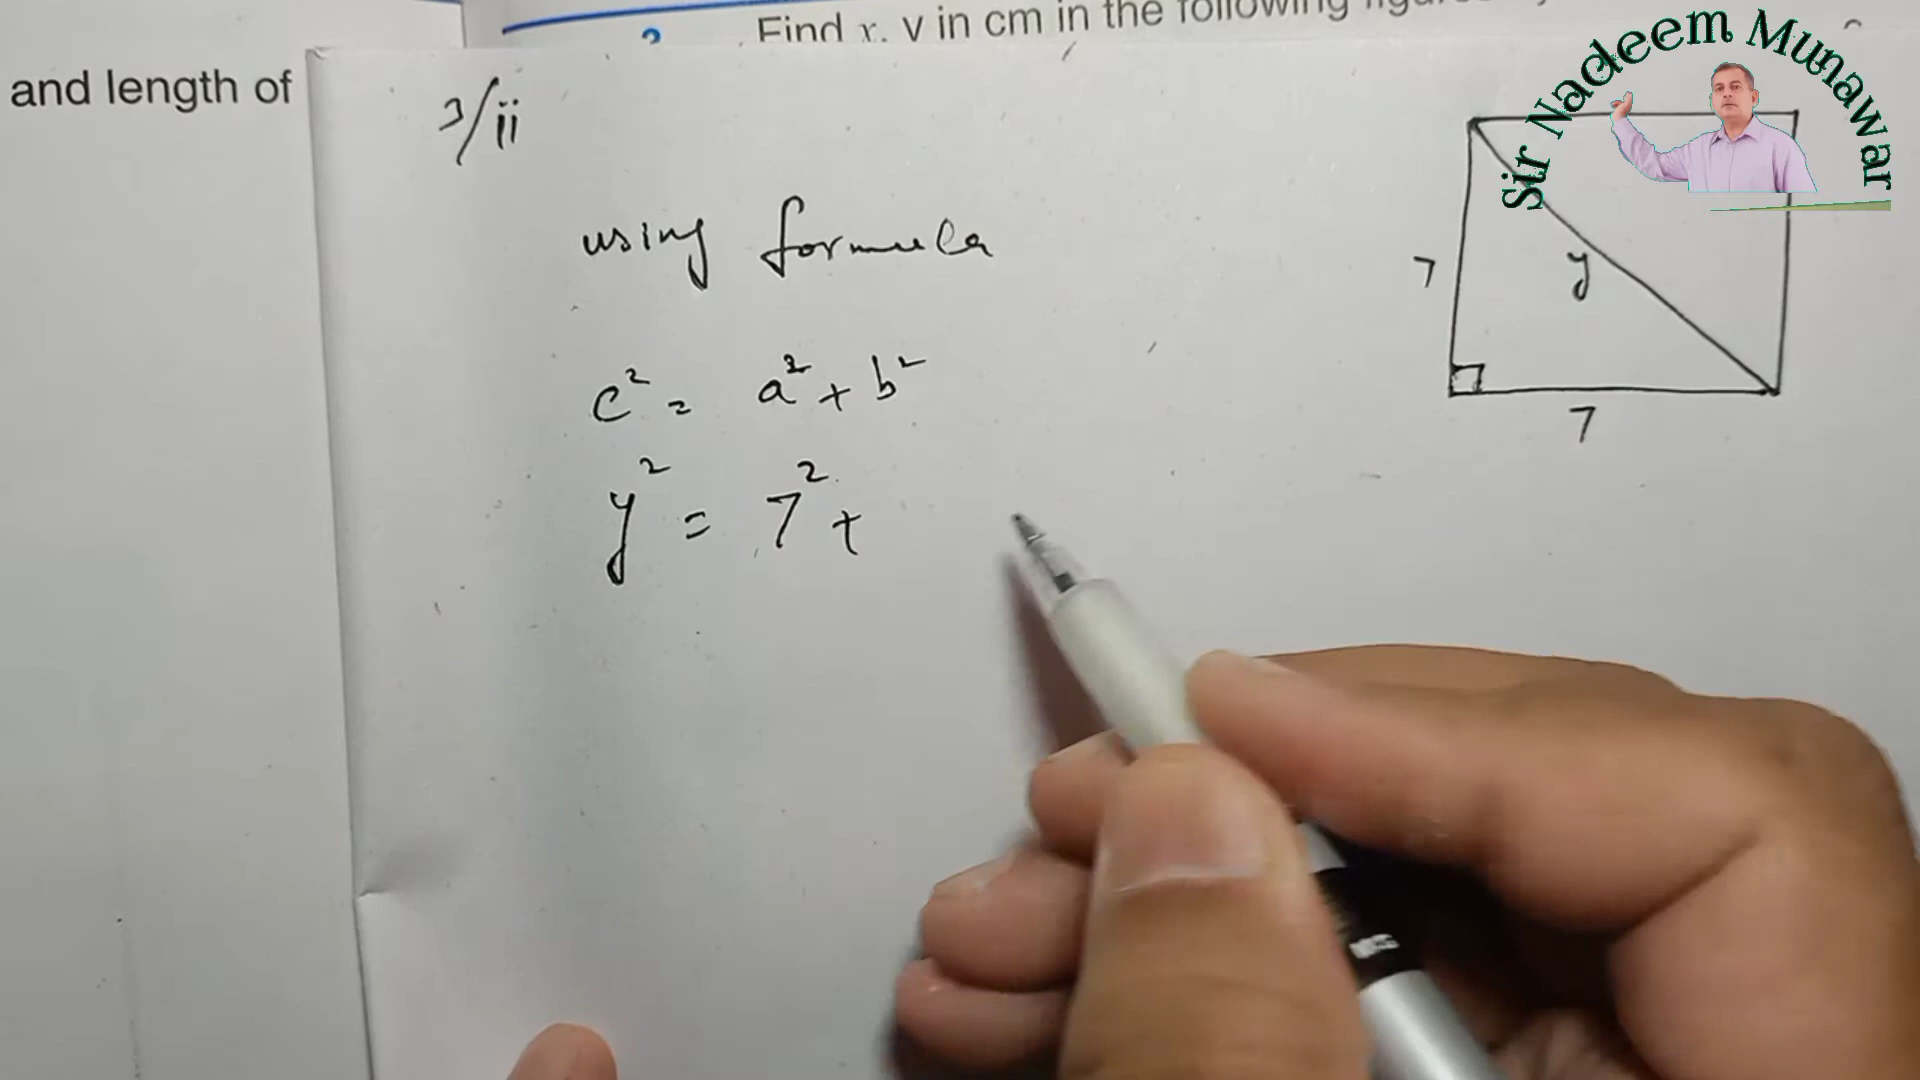 and length of
Find x, y in cm in the following
3/ii
using formula
c² = a² + b²
y² = 7² +
7
y
7
Sir Nadeem Munawar